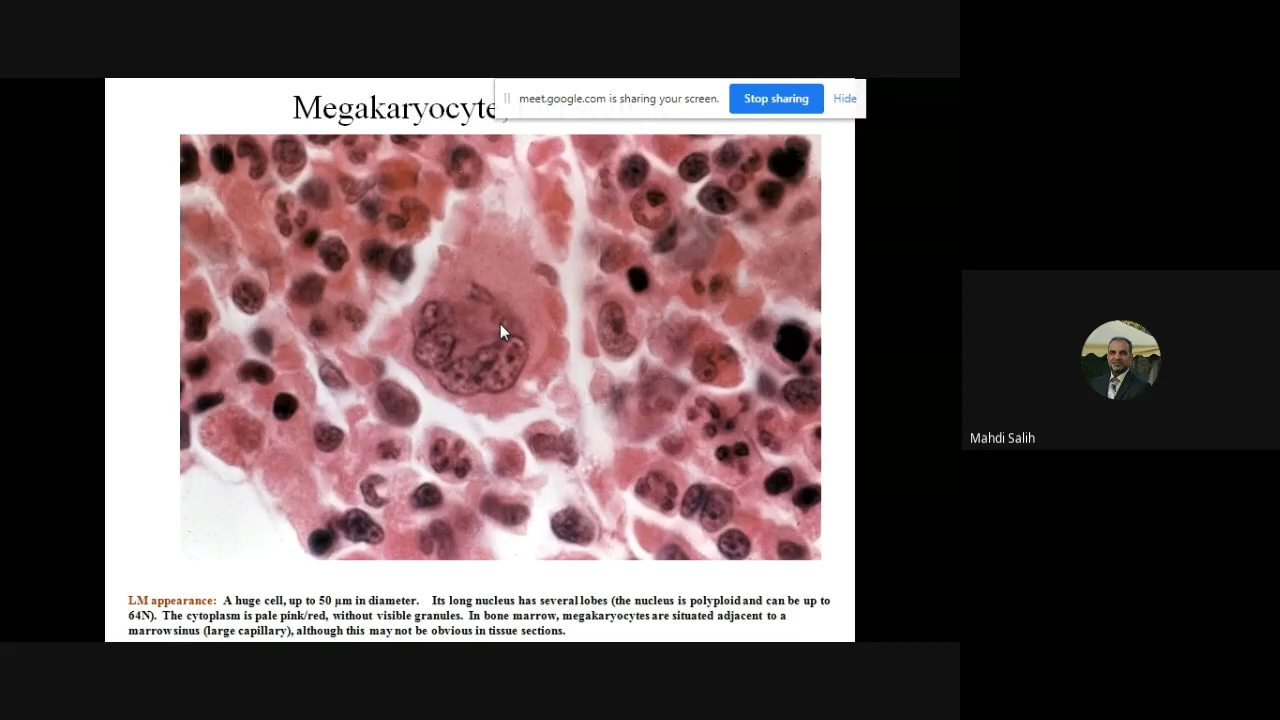 Megakaryocyte,
meet.google.com is sharing your screen.
Stop sharing
Hide
Mahdi Salih
LM appearance: A huge cell, up to 50 µm in diameter. Its long nucleus has several lobes (the nucleus is polyploid and can be up to
64N). The cytoplasm is pale pink/red, without visible granules. In bone marrow, megakaryocytes are situated adjacent to a
marrow sinus (large capillary), although this may not be obvious in tissue sections.